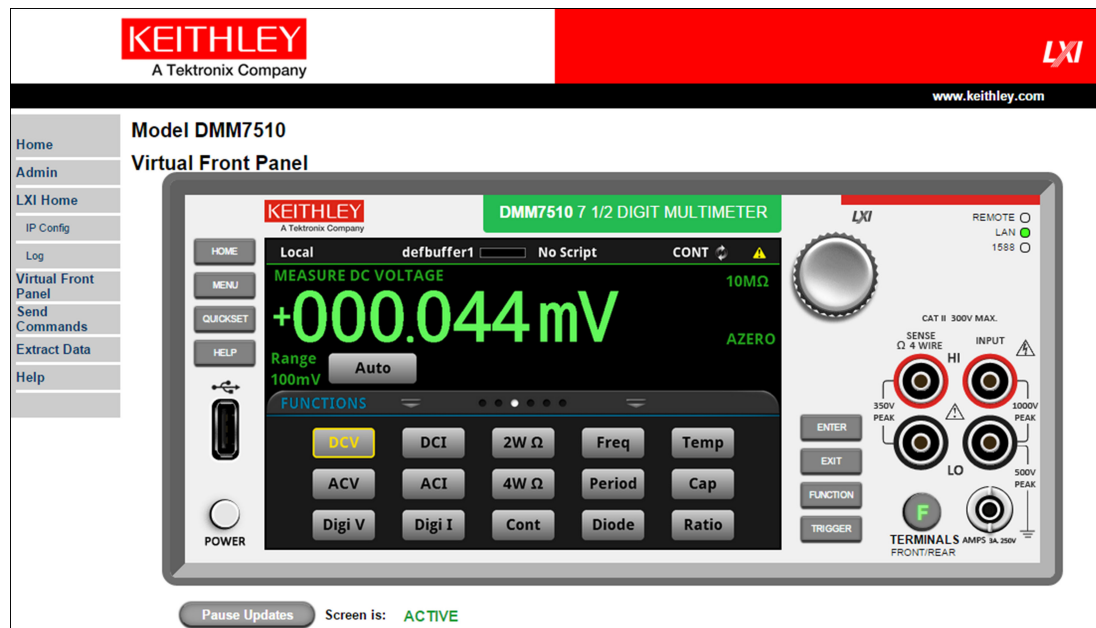 KEITHLEY
A Tektronix Company
LXI
www.keithley.com
Home
Admin
LXI Home
IP Config
Log
Virtual Front
Panel
Send
Commands
Extract Data
Help
Model DMM7510
Virtual Front Panel
KEITHLEY
A Tektronix Company
DMM7510 7 1/2 DIGIT MULTIMETER
LXI
REMOTE
LAN
1588
HOME
MENU
QUICKSET
HELP
POWER
Local defbuffer1 No Script CONT
MEASURE DC VOLTAGE
10MΩ
+000.044 mV
AZERO
Range
100mV
Auto
FUNCTIONS
DCV DCI 2W Ω Freq Temp
ACV ACI 4W Ω Period Cap
Digi V Digi I Cont Diode Ratio
ENTER
EXIT
FUNCTION
TRIGGER
CAT II 300V MAX.
SENSE
Ω 4 WIRE
INPUT
HI
350V
PEAK
1000V
PEAK
LO
500V
PEAK
F
TERMINALS
FRONT/REAR
AMPS 3A, 250V
Pause Updates Screen is: ACTIVE